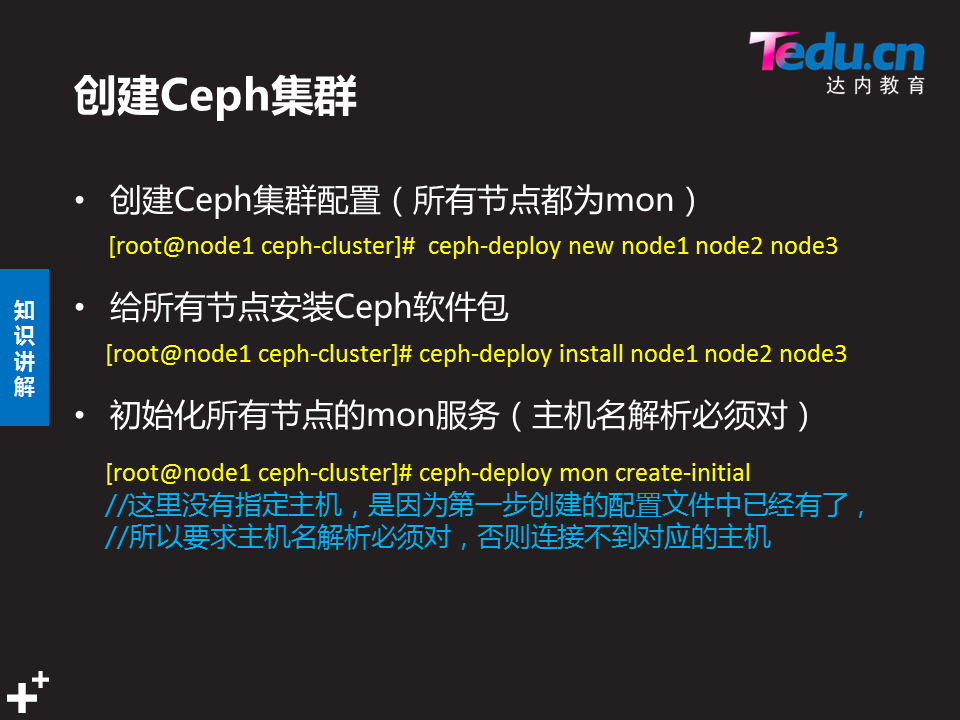 Tedu.cn
达内教育
创建Ceph集群
• 创建Ceph集群配置（所有节点都为mon）
[root@node1 ceph-cluster]#  ceph-deploy new node1 node2 node3
• 给所有节点安装Ceph软件包
[root@node1 ceph-cluster]# ceph-deploy install node1 node2 node3
• 初始化所有节点的mon服务（主机名解析必须对）
[root@node1 ceph-cluster]# ceph-deploy mon create-initial
//这里没有指定主机，是因为第一步创建的配置文件中已经有了，
//所以要求主机名解析必须对，否则连接不到对应的主机
知
识
讲
解